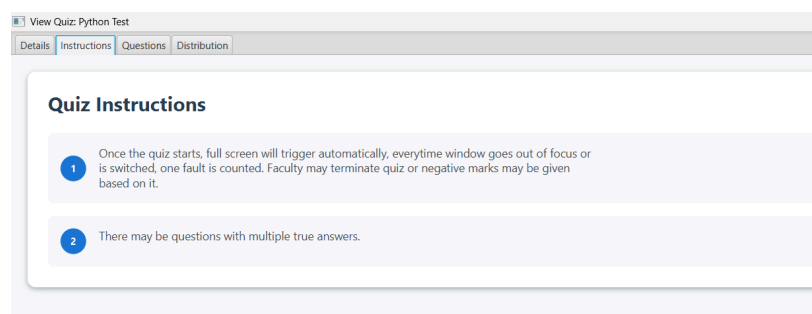 View Quiz: Python Test
Details Instructions Questions Distribution
Quiz Instructions
1
Once the quiz starts, full screen will trigger automatically, everytime window goes out of focus or
is switched, one fault is counted. Faculty may terminate quiz or negative marks may be given
based on it.
2
There may be questions with multiple true answers.